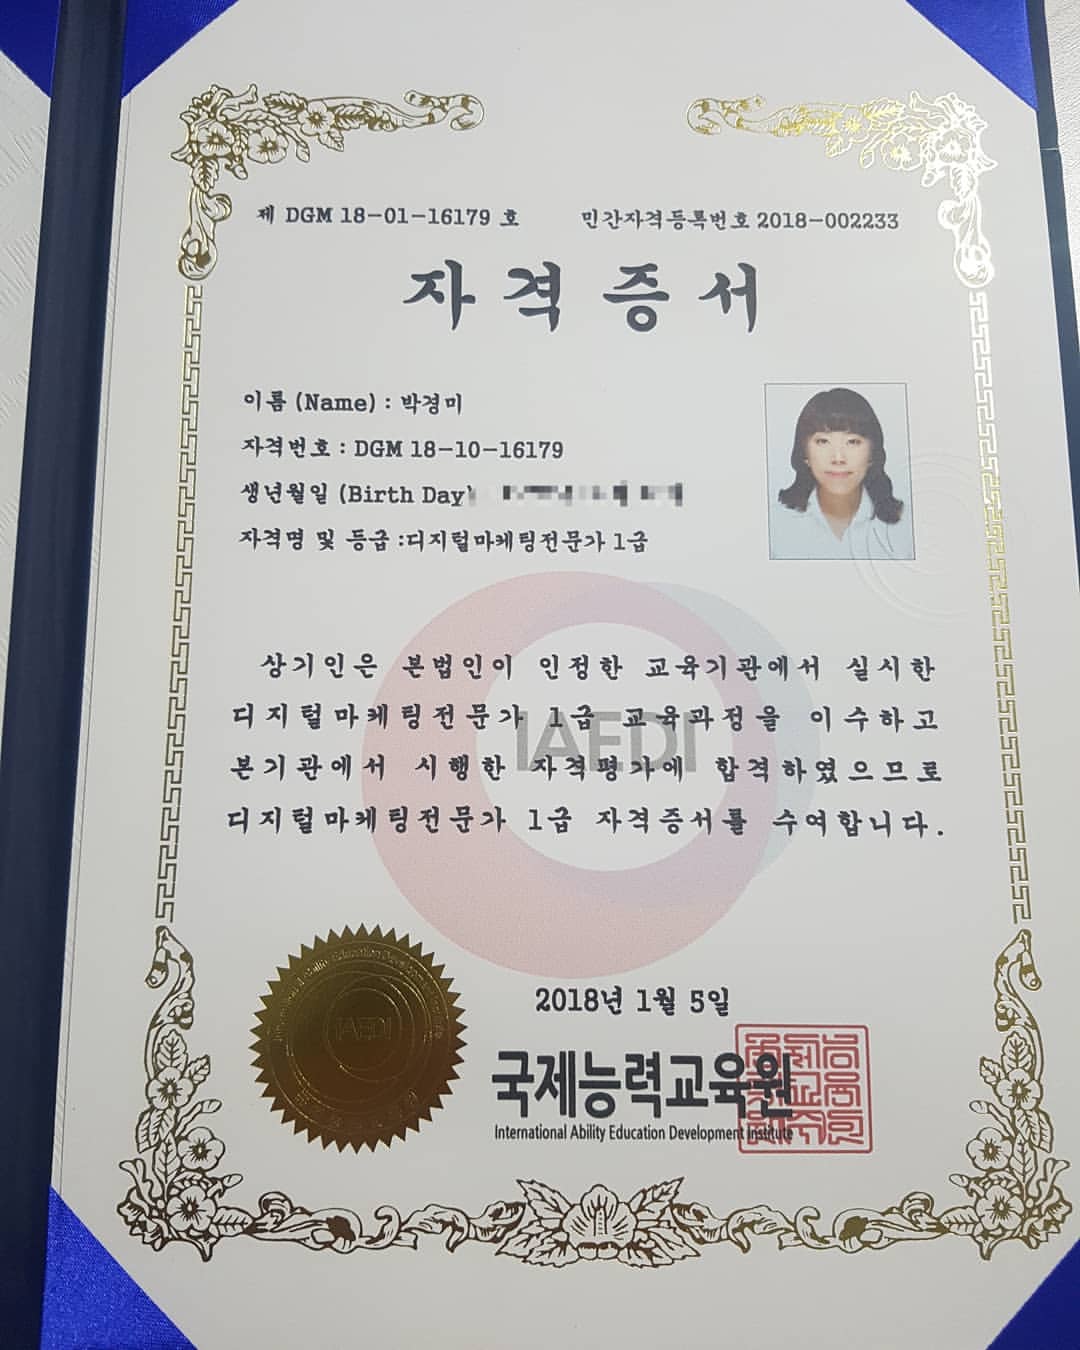 제 DGM 18-01-16179 호 민간자격등록번호 2018-002233
자격증서
이름 (Name) : 박경미
자격번호 : DGM 18-10-16179
생년월일 (Birth Day)
자격명 및 등급 :디지털마케팅전문가 1급
IAEDI
상기인은 본법인이 인정한 교육기관에서 실시한
디지털마케팅전문가 1급 교육과정을 이수하고
본기관에서 시행한 자격평가에 합격하였으므로
디지털마케팅전문가 1급 자격증서를 수여합니다.
2018년 1월 5일
국제능력교육원
International Ability Education Development Institute
IAEDI